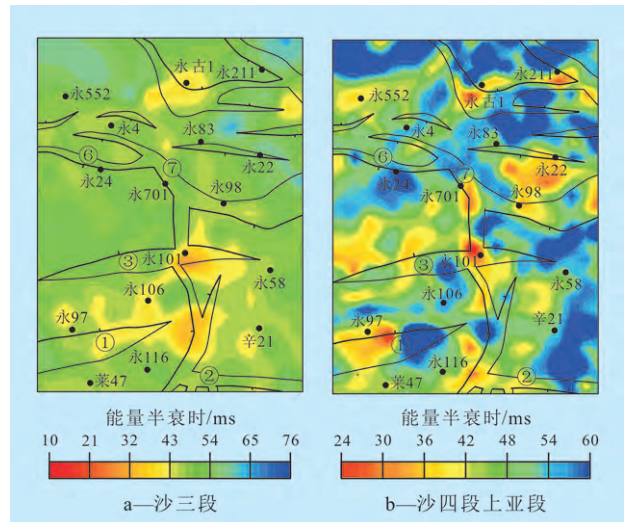 永古1
永211
永552
永4
永83
⑥
⑦
永22
永24
永701
永98
③
永101
永58
永106
永97
①
辛21
永116
②
莱47
能量半衰时/ms
10 21 32 43 54 65 76
a—沙三段
永211
永古1
永552
永4
永83
⑥
⑦
永22
永24
永701
永98
永101
③
永58
永106
永97
①
辛21
永116
②
莱47
能量半衰时/ms
24 30 36 42 48 54 60
b—沙四段上亚段